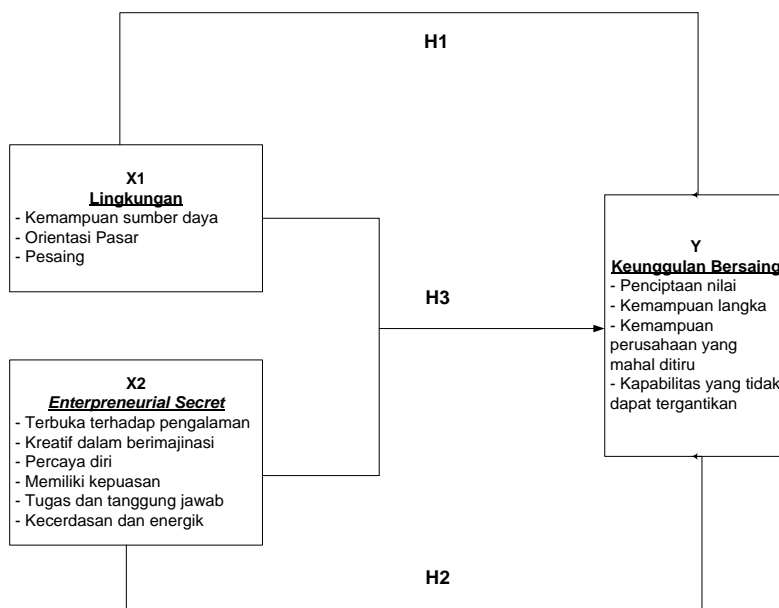 H1
X1
Lingkungan
- Kemampuan sumber daya
- Orientasi Pasar
- Pesaing
Y
Keunggulan Bersaing
- Penciptaan nilai
- Kemampuan langka
- Kemampuan
perusahaan yang
mahal ditiru
- Kapabilitas yang tidak
dapat tergantikan
H3
X2
Enterpreneurial Secret
- Terbuka terhadap pengalaman
- Kreatif dalam berimajinasi
- Percaya diri
- Memiliki kepuasan
- Tugas dan tanggung jawab
- Kecerdasan dan energik
H2